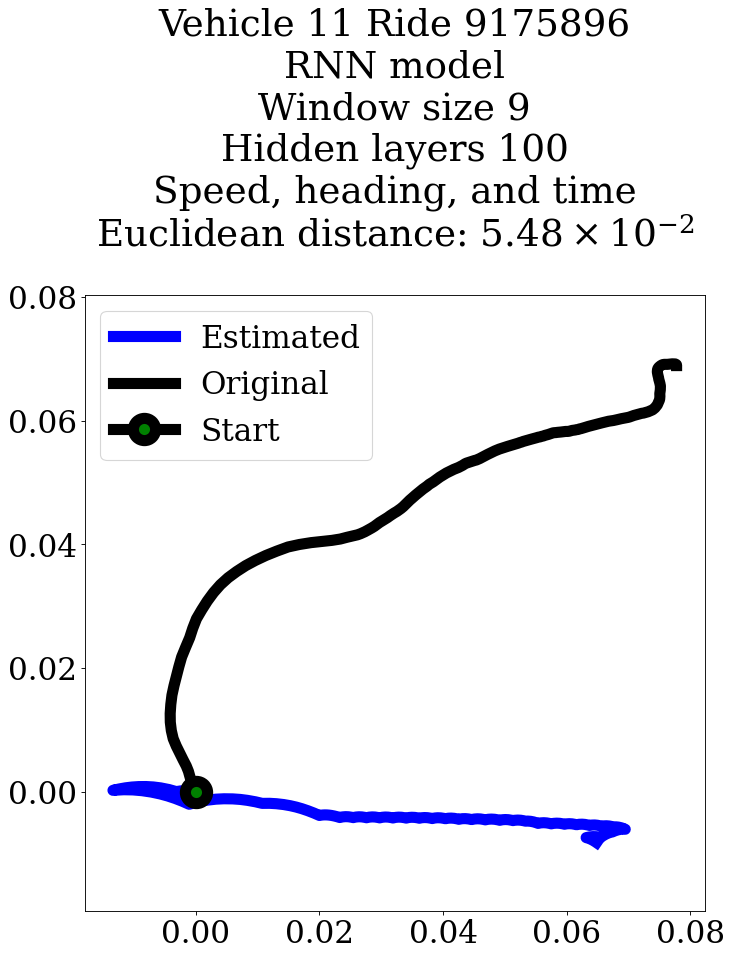 Vehicle 11 Ride 9175896
RNN model
Window size 9
Hidden layers 100
Speed, heading, and time
Euclidean distance: 5.48 × 10⁻²
0.08
Estimated
Original
Start
0.06
0.04
0.02
0.00
0.00 0.02 0.04 0.06 0.08